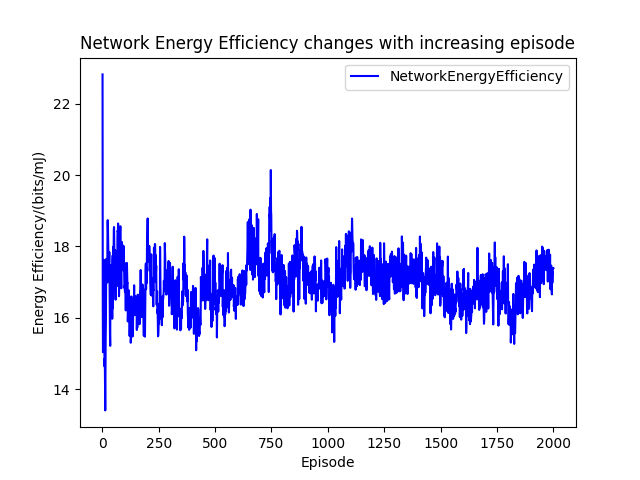 Network Energy Efficiency changes with increasing episode
NetworkEnergyEfficiency
Energy Efficiency/(bits/mJ)
22
20
18
16
14
0 250 500 750 1000 1250 1500 1750 2000
Episode